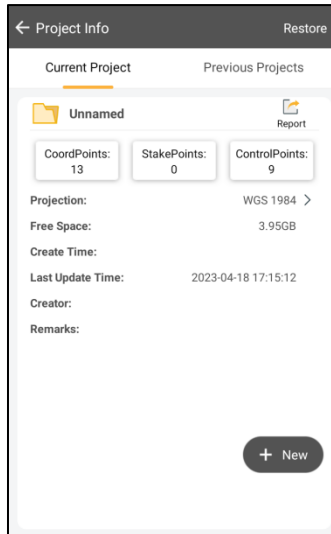 Project Info Restore
Current Project Previous Projects
Unnamed
Report
CoordPoints: StakePoints: ControlPoints:
13 0 9
Projection: WGS 1984
Free Space: 3.95GB
Create Time:
Last Update Time: 2023-04-18 17:15:12
Creator:
Remarks:
+ New